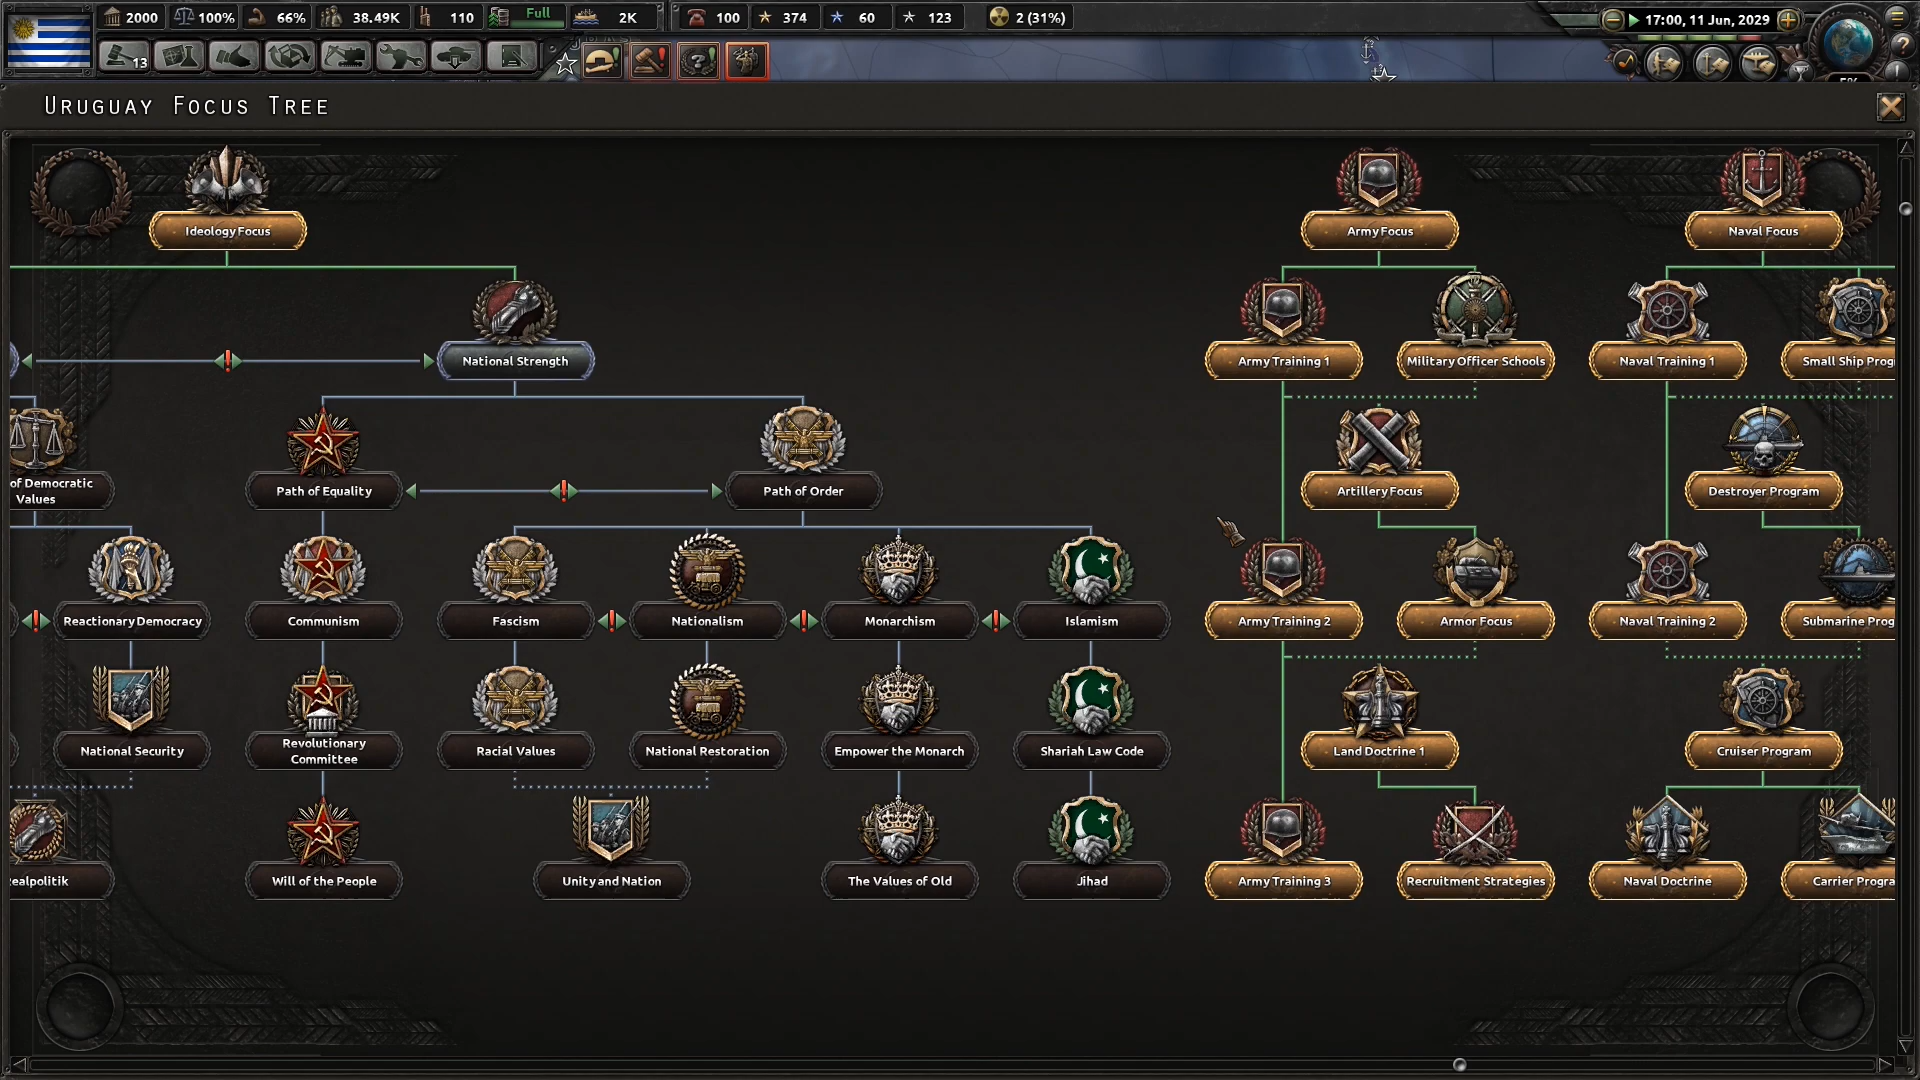 2000
100%
66%
38.49K
110
Full
2K
100
374
60
123
2 (31%)
17:00, 11 Jun, 2029
13
5%
Uruguay Focus Tree
Ideology Focus
Army Focus
Naval Focus
National Strength
Army Training 1
Military Officer Schools
Naval Training 1
Small Ship Progr
of Democratic
Values
Path of Equality
Path of Order
Artillery Focus
Destroyer Program
Reactionary Democracy
Communism
Fascism
Nationalism
Monarchism
Islamism
Army Training 2
Armor Focus
Naval Training 2
Submarine Prog
National Security
Revolutionary
Committee
Racial Values
National Restoration
Empower the Monarch
Shariah Law Code
Land Doctrine 1
Cruiser Program
ealpolitik
Will of the People
Unity and Nation
The Values of Old
Jihad
Army Training 3
Recruitment Strategies
Naval Doctrine
Carrier Progra